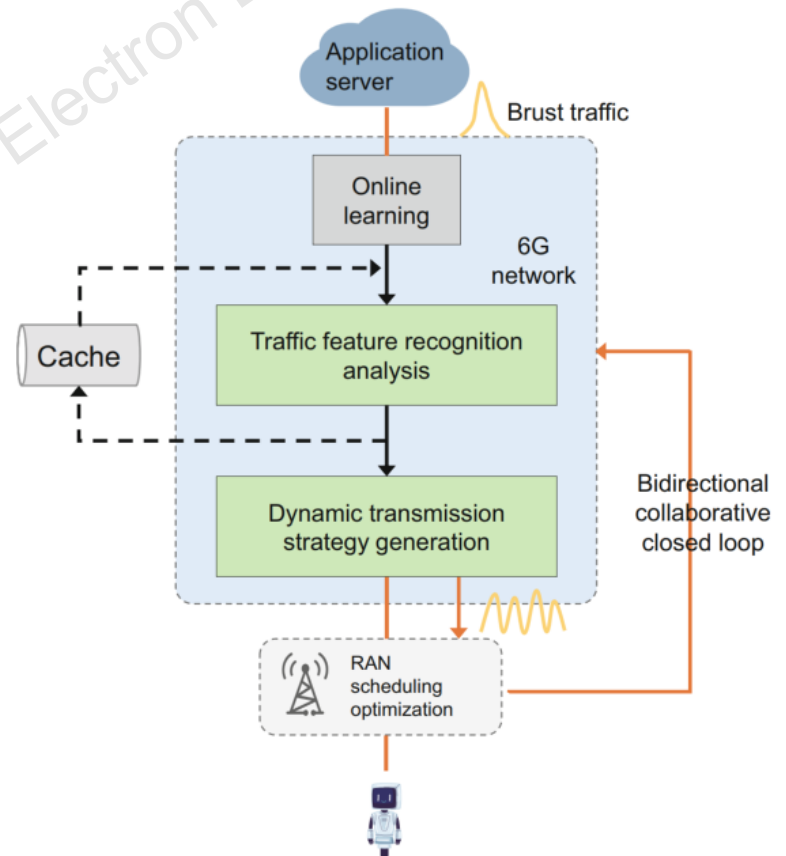 Electron
Application
server
Brust traffic
Online
learning
6G
network
Traffic feature recognition
analysis
Cache
Dynamic transmission
strategy generation
Bidirectional
collaborative
closed loop
RAN
scheduling
optimization